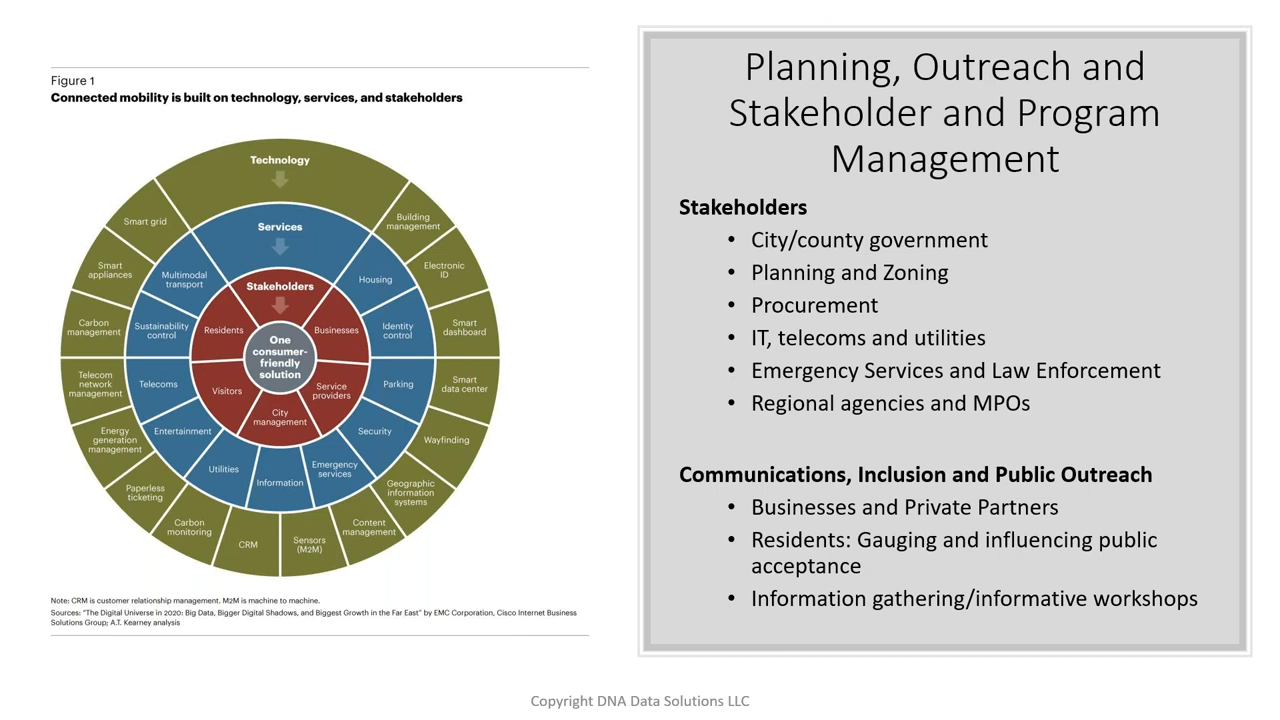 Figure 1
Connected mobility is built on technology, services, and stakeholders
Technology
Smart grid
Building
management
Smart
appliances
Electronic
ID
Carbon
management
Smart
dashboard
Telecom
network
management
Smart
data center
Energy
generation
management
Wayfinding
Paperless
ticketing
Geographic
information
systems
Carbon
monitoring
CRM
Sensors
(M2M)
Content
management
Services
Multimodal
transport
Housing
Sustainability
control
Identity
control
Telecoms
Parking
Entertainment
Security
Utilities
Information
Emergency
services
Stakeholders
Residents
Businesses
Visitors
Service
providers
City
management
One
consumer-
friendly
solution
Note: CRM is customer relationship management. M2M is machine to machine.
Sources: "The Digital Universe in 2020: Big Data, Bigger Digital Shadows, and Biggest Growth in the Far East" by EMC Corporation, Cisco Internet Business
Solutions Group; A.T. Kearney analysis
Planning, Outreach and
Stakeholder and Program
Management
Stakeholders
• City/county government
• Planning and Zoning
• Procurement
• IT, telecoms and utilities
• Emergency Services and Law Enforcement
• Regional agencies and MPOs
Communications, Inclusion and Public Outreach
• Businesses and Private Partners
• Residents: Gauging and influencing public
acceptance
• Information gathering/informative workshops
Copyright DNA Data Solutions LLC